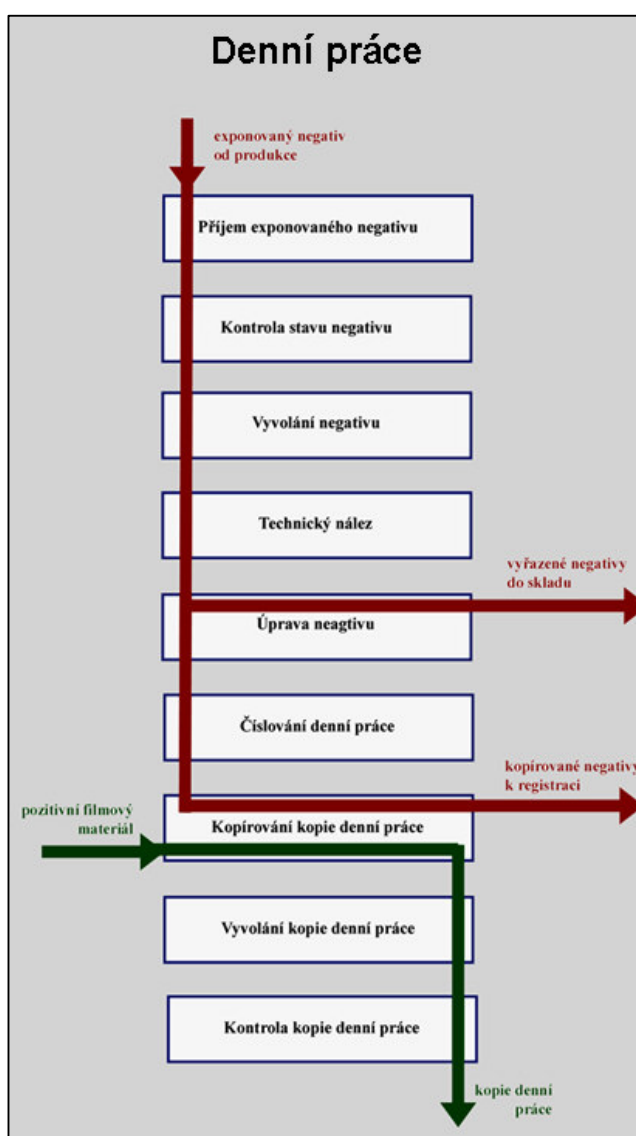 Denní práce
exponovaný negativ
od produkce
Příjem exponovaného negativu
Kontrola stavu negativu
Vyvolání negativu
Technický nález
vyřazené negativy
do skladu
Úprava neagtivu
Číslování denní práce
kopírované negativy
k registraci
pozitivní filmový
materiál
Kopírování kopie denní práce
Vyvolání kopie denní práce
Kontrola kopie denní práce
kopie denní
práce